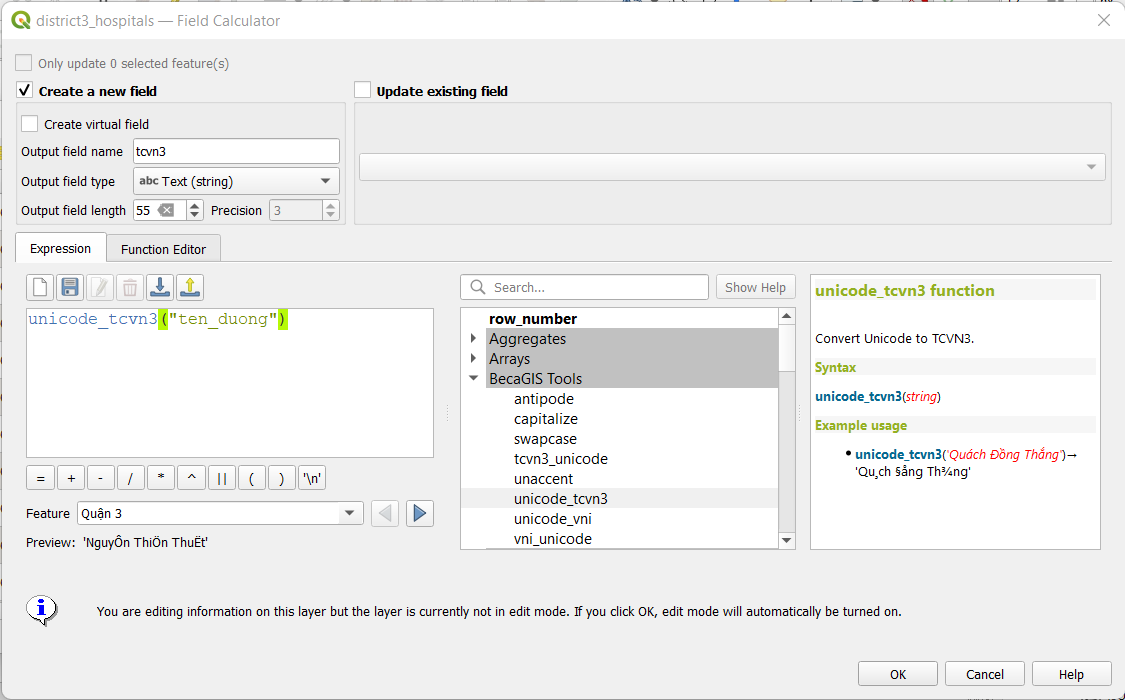 district3_hospitals — Field Calculator
Only update 0 selected feature(s)
Create a new field
Update existing field
Create virtual field
Output field name tcvn3
Output field type abc Text (string)
Output field length 55 Precision 3
Expression Function Editor
Search... Show Help
unicode_tcvn3("ten_duong")
row_number
Aggregates
Arrays
BecaGIS Tools
antipode
capitalize
swapcase
tcvn3_unicode
unaccent
unicode_tcvn3
unicode_vni
vni_unicode
unicode_tcvn3 function
Convert Unicode to TCVN3.
Syntax
unicode_tcvn3(string)
Example usage
• unicode_tcvn3('Quách Đồng Thắng')→
'Qu¸ch §ång Th¾ng'
= + - / * ^ || ( ) '\n'
Feature Quận 3
Preview: 'NguyÔn ThiÖn ThuËt'
You are editing information on this layer but the layer is currently not in edit mode. If you click OK, edit mode will automatically be turned on.
OK Cancel Help